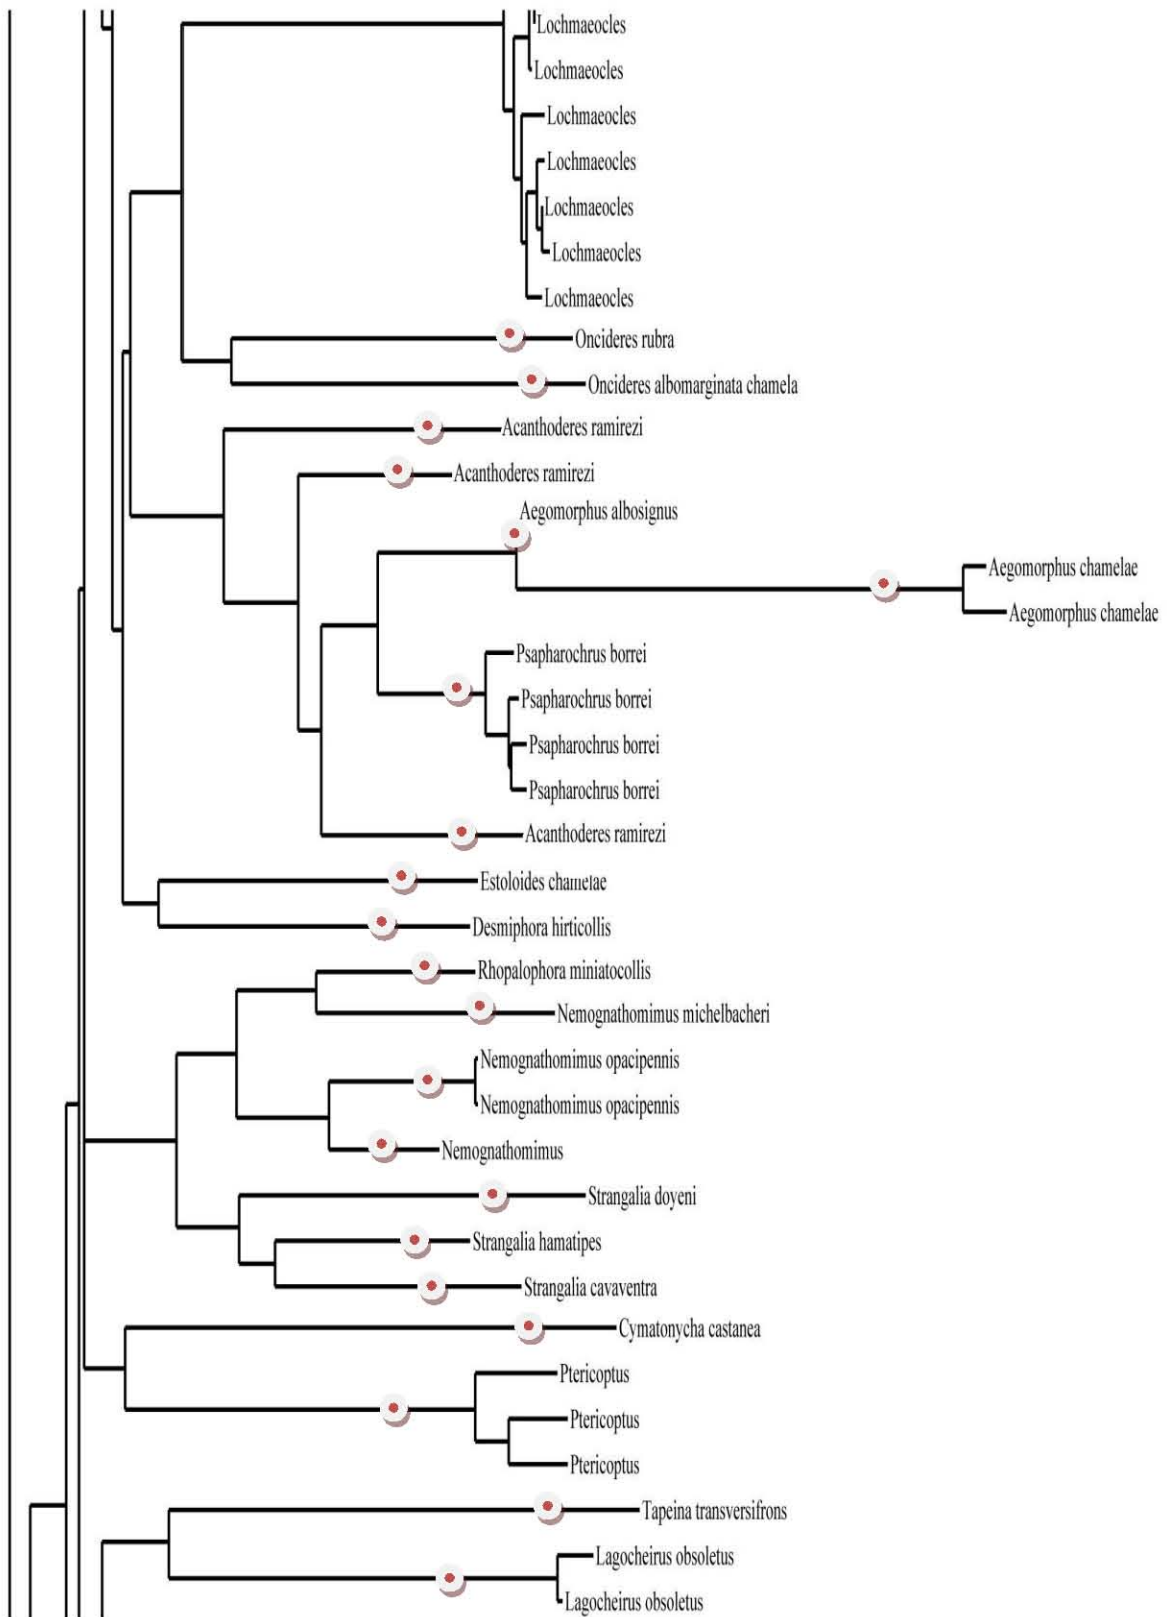 Lochmaeocles
Lochmaeocles
Lochmaeocles
Lochmaeocles
Lochmaeocles
Lochmaeocles
Lochmaeocles
Oncideres rubra
Oncideres albomarginata chamela
Acanthoderes ramirezi
Acanthoderes ramirezi
Aegomorphus albosignus
Aegomorphus chamelae
Aegomorphus chamelae
Psapharochrus borrei
Psapharochrus borrei
Psapharochrus borrei
Psapharochrus borrei
Acanthoderes ramirezi
Estoloides chamelae
Desmiphora hirticollis
Rhopalophora miniatocollis
Nemognathomimus michelbacheri
Nemognathomimus opacipennis
Nemognathomimus opacipennis
Nemognathomimus
Strangalia doyeni
Strangalia hamatipes
Strangalia cavaventra
Cymatonycha castanea
Ptericoptus
Ptericoptus
Ptericoptus
Tapeina transversifrons
Lagocheirus obsoletus
Lagocheirus obsoletus